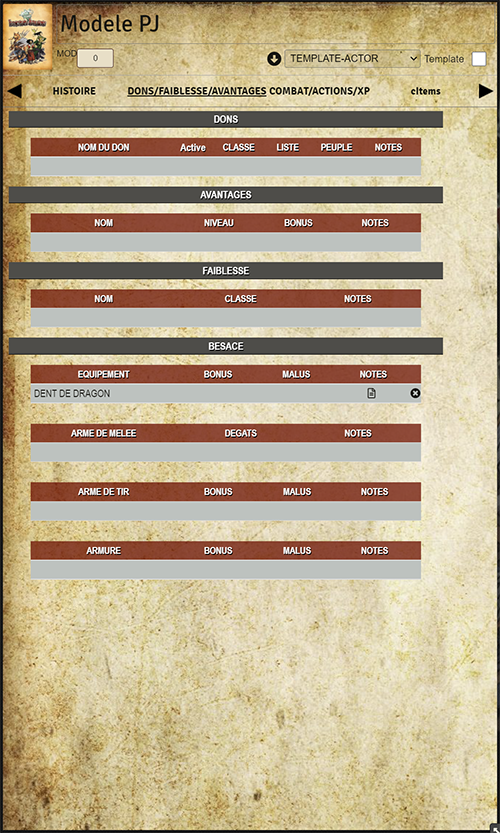 Modele PJ
MOD 0 TEMPLATE-ACTOR Template
HISTOIRE DONS/FAIBLESSE/AVANTAGES COMBAT/ACTIONS/XP cItems
DONS
NOM DU DON Active CLASSE LISTE PEUPLE NOTES
AVANTAGES
NOM NIVEAU BONUS NOTES
FAIBLESSE
NOM CLASSE NOTES
BESACE
EQUIPEMENT BONUS MALUS NOTES
DENT DE DRAGON
ARME DE MELEE DEGATS NOTES
ARME DE TIR BONUS MALUS NOTES
ARMURE BONUS MALUS NOTES